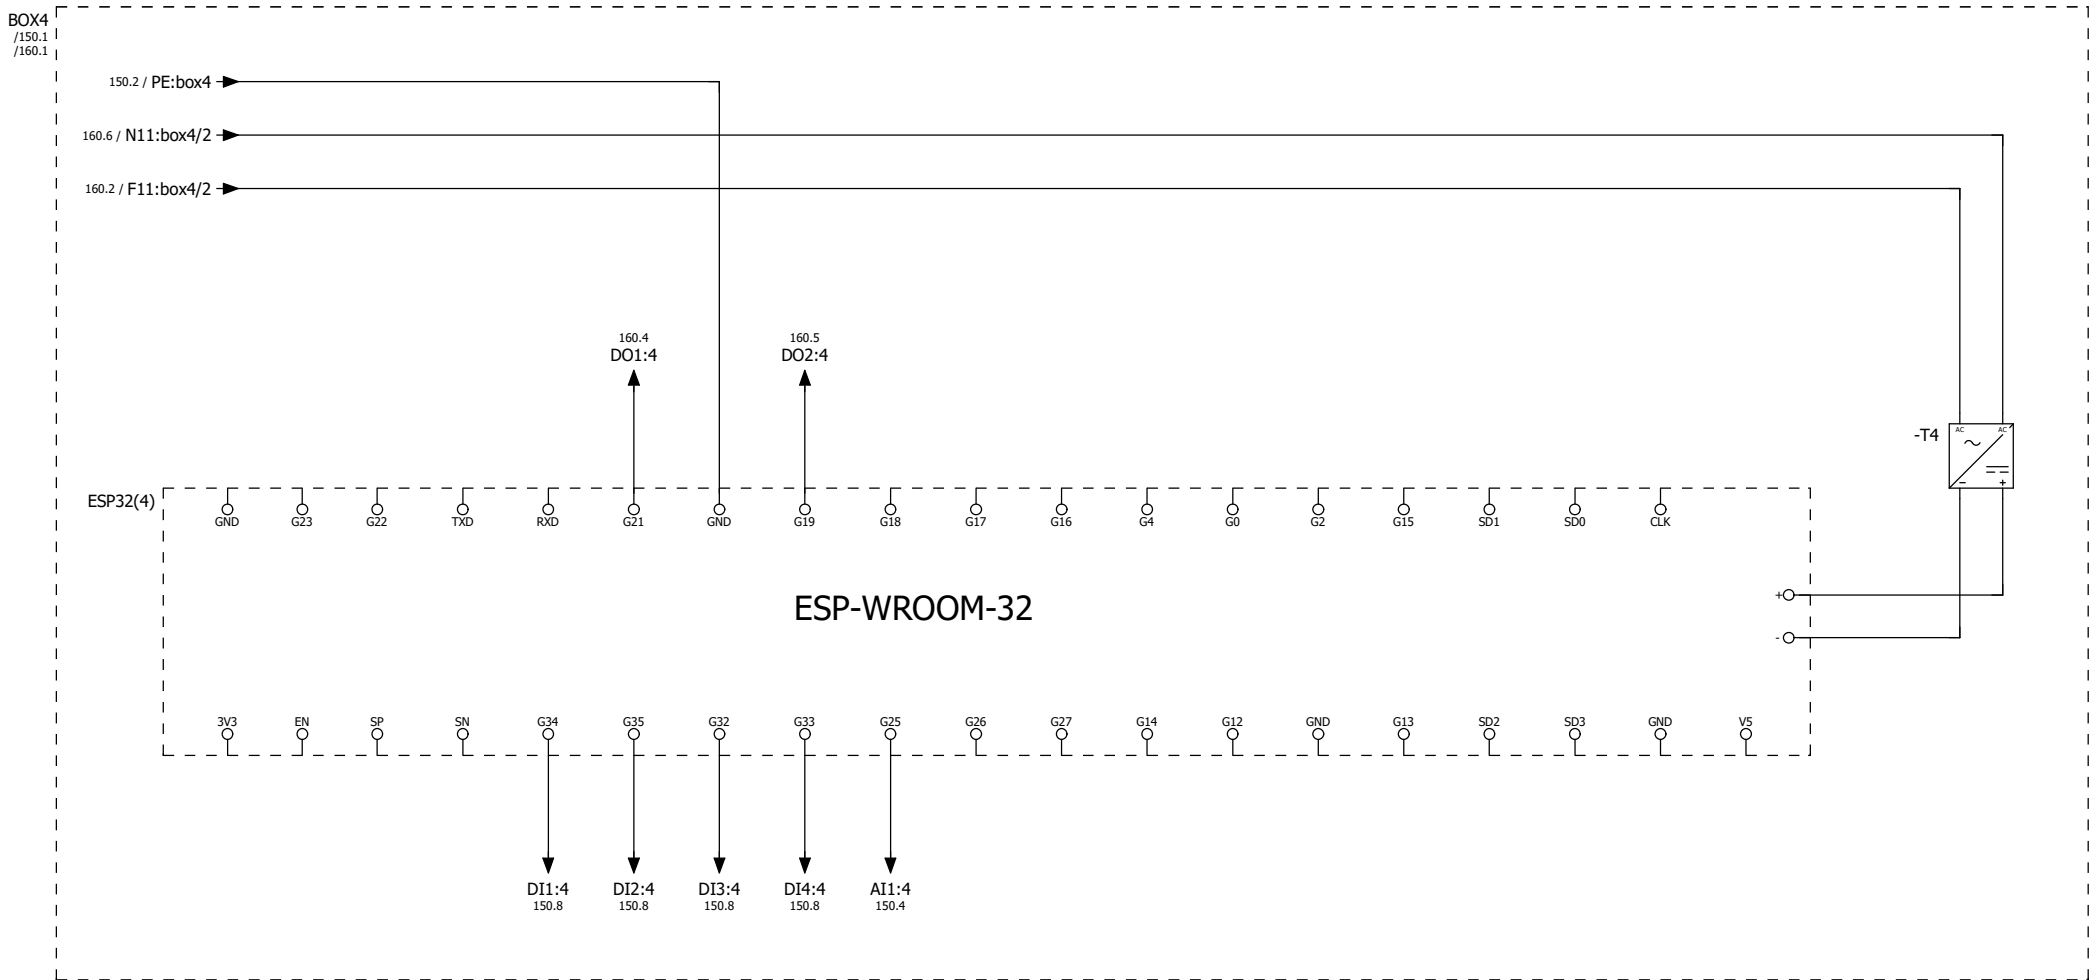 BOX4
/150.1
/160.1
150.2 / PE:box4
160.6 / N11:box4/2
160.2 / F11:box4/2
160.4
DO1:4
160.5
DO2:4
-T4
AC AC
~
- +
ESP32(4)
GND G23 G22 TXD RXD G21 GND G19 G18 G17 G16 G4 G0 G2 G15 SD1 SD0 CLK
ESP-WROOM-32
+
-
3V3 EN SP SN G34 G35 G32 G33 G25 G26 G27 G14 G12 GND G13 SD2 SD3 GND V5
DI1:4 DI2:4 DI3:4 DI4:4 AI1:4
150.8 150.8 150.8 150.8 150.4